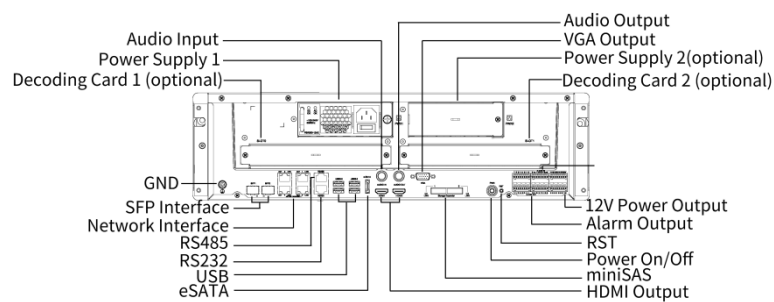 Audio Output
Audio Input
VGA Output
Power Supply 1
Power Supply 2(optional)
Decoding Card 1 (optional)
Decoding Card 2 (optional)
GND
SFP Interface
12V Power Output
Network Interface
Alarm Output
RS485
RST
RS232
Power On/Off
USB
miniSAS
eSATA
HDMI Output